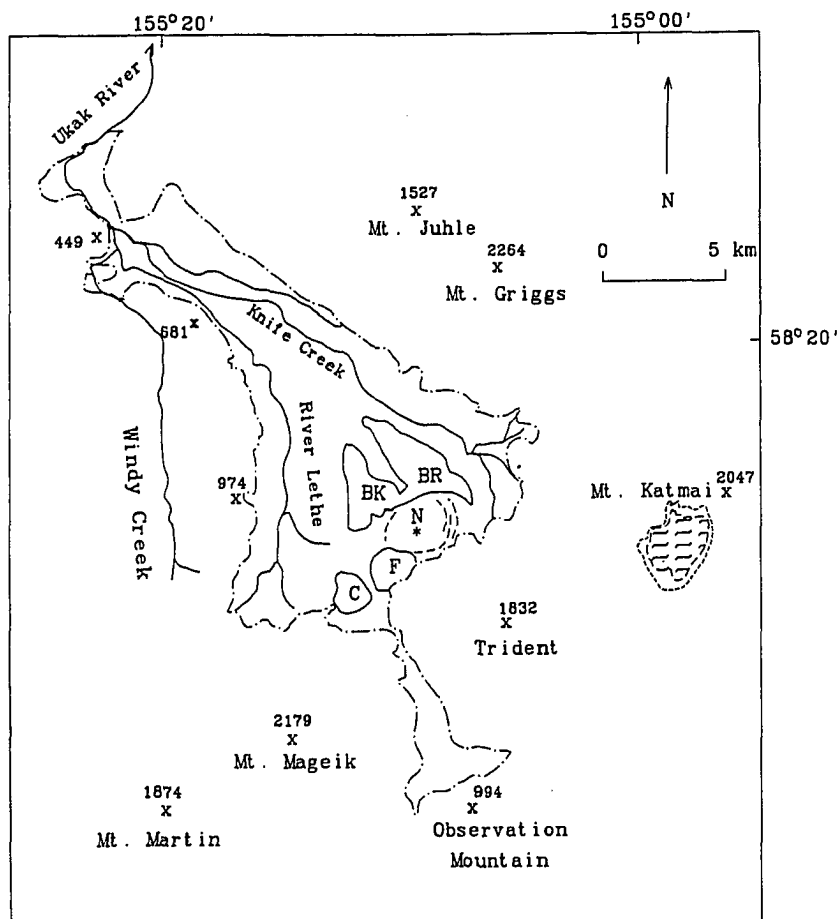 155°20'
155°00'
Ukak River
1527
x
Mt. Juhle
N
449 x
2264
x
Mt. Griggs
0 5 km
681 x
Knife Creek
58°20'
Windy Creek
River Lethe
974 x
BK
BR
Mt. Katmai x 2047
N
*
F
C
1832
x
Trident
2179
x
Mt. Mageik
1874
x
Mt. Martin
994
x
Observation
Mountain